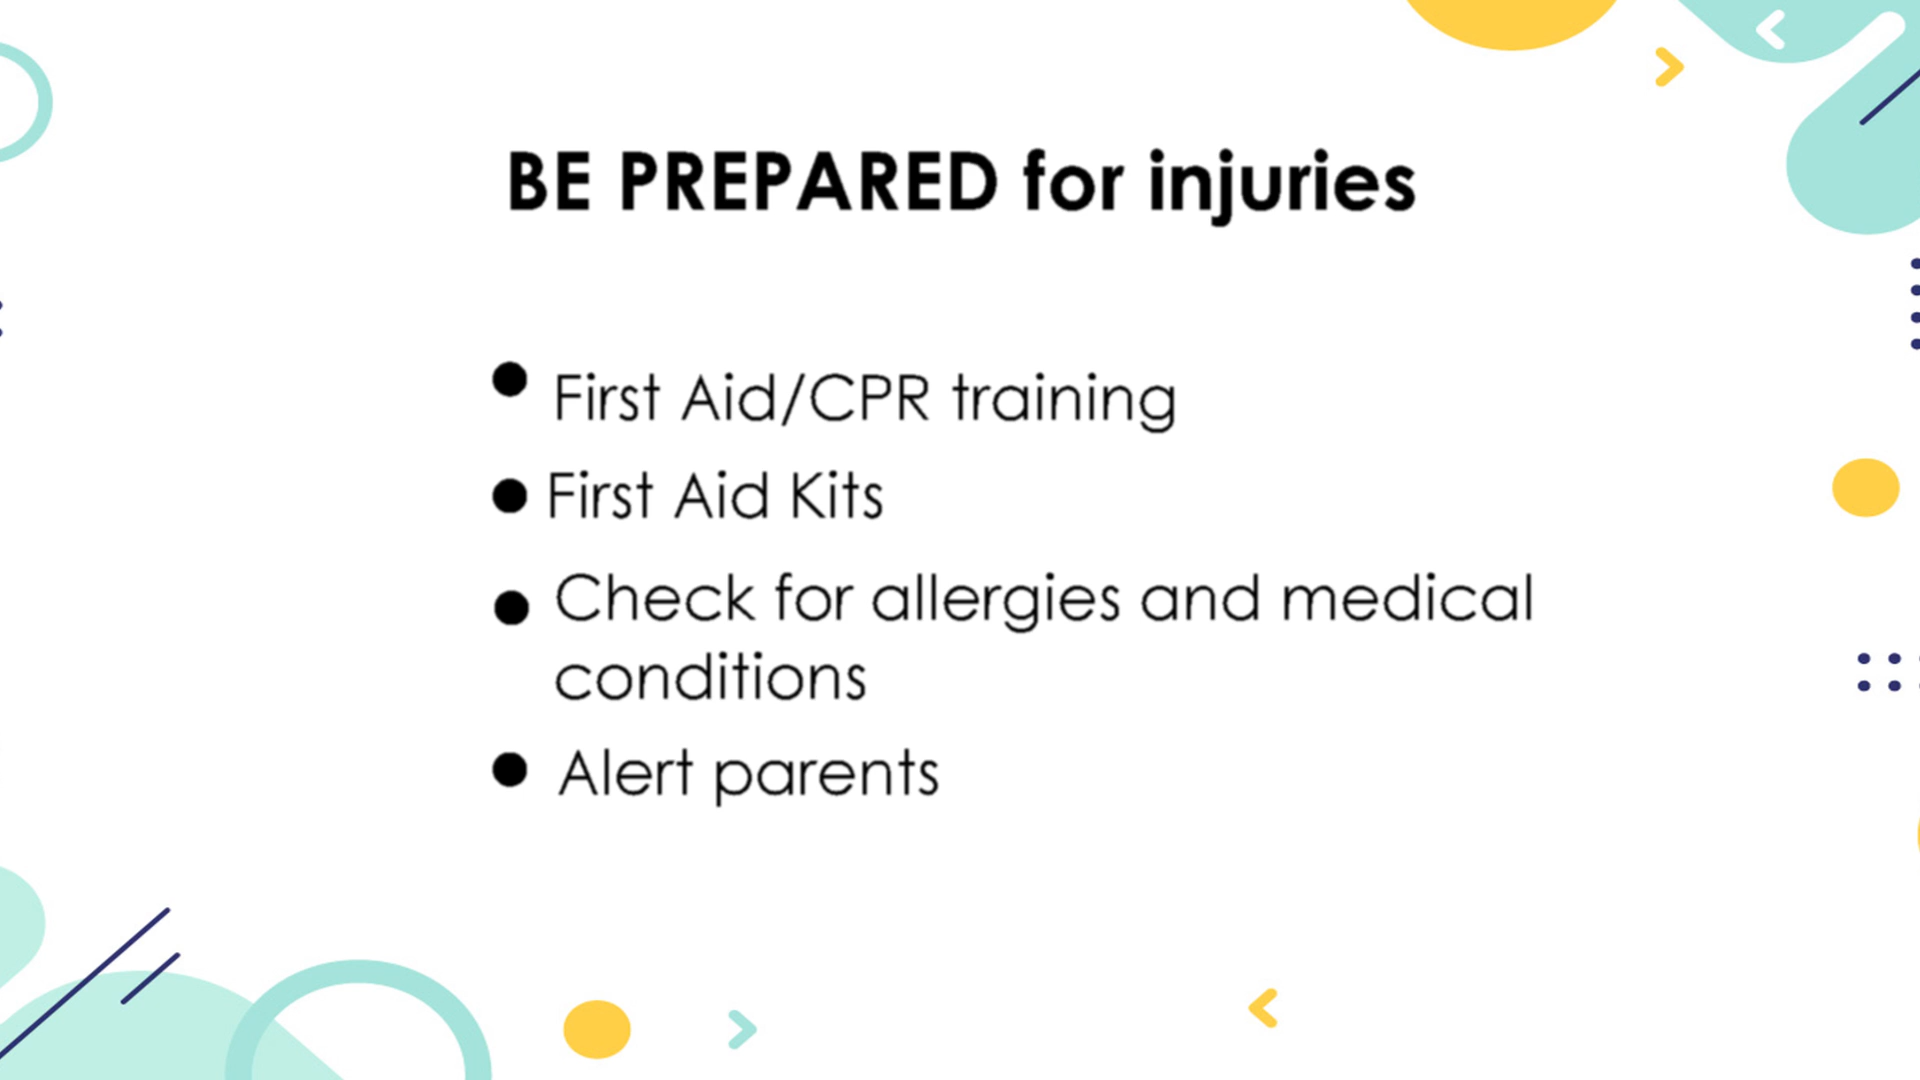 BE PREPARED for injuries
● First Aid/CPR training
● First Aid Kits
● Check for allergies and medical
conditions
● Alert parents